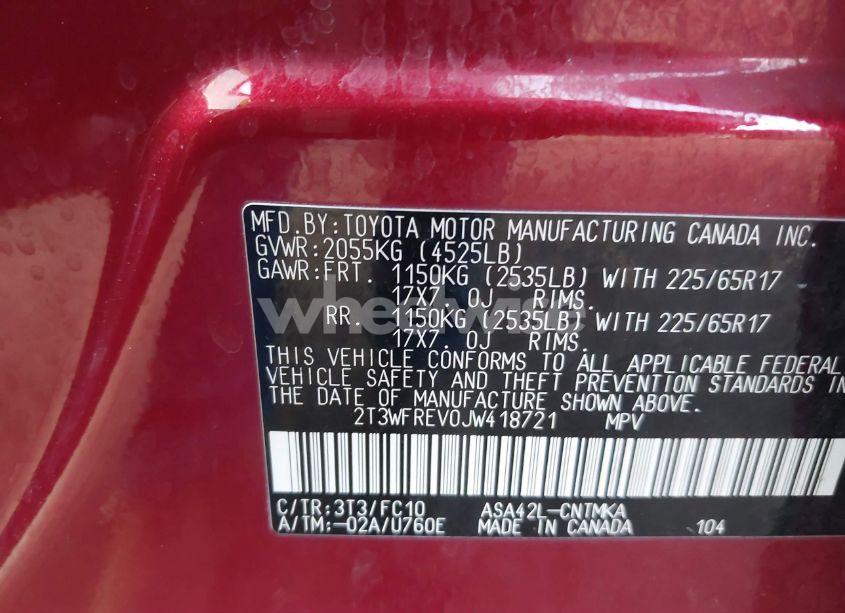 MFD.BY:TOYOTA MOTOR MANUFACTURING CANADA INC.
GVWR:2055KG (4525LB)
GAWR:FRT. 1150KG (2535LB) WITH 225/65R17
17X7. 0J RIMS.
RR. 1150KG (2535LB) WITH 225/65R17
17X7. 0J RIMS.
THIS VEHICLE CONFORMS TO ALL APPLICABLE FEDERAL
VEHICLE SAFETY AND THEFT PREVENTION STANDARDS IN
THE DATE OF MANUFACTURE SHOWN ABOVE.
2T3WFREV0JW418721 MPV
C/TR:3T3/FC10 ASA42L-CNTMKA
A/TM:-02A/U760E MADE IN CANADA 104
wheelwise